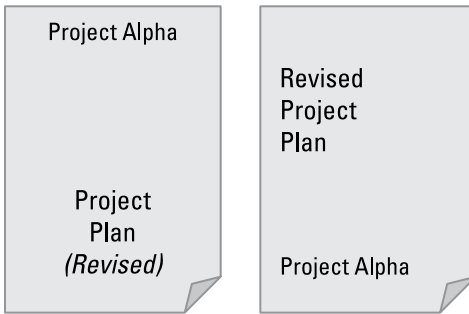 Project Alpha
Project
Plan
(Revised)
Revised
Project
Plan
Project Alpha